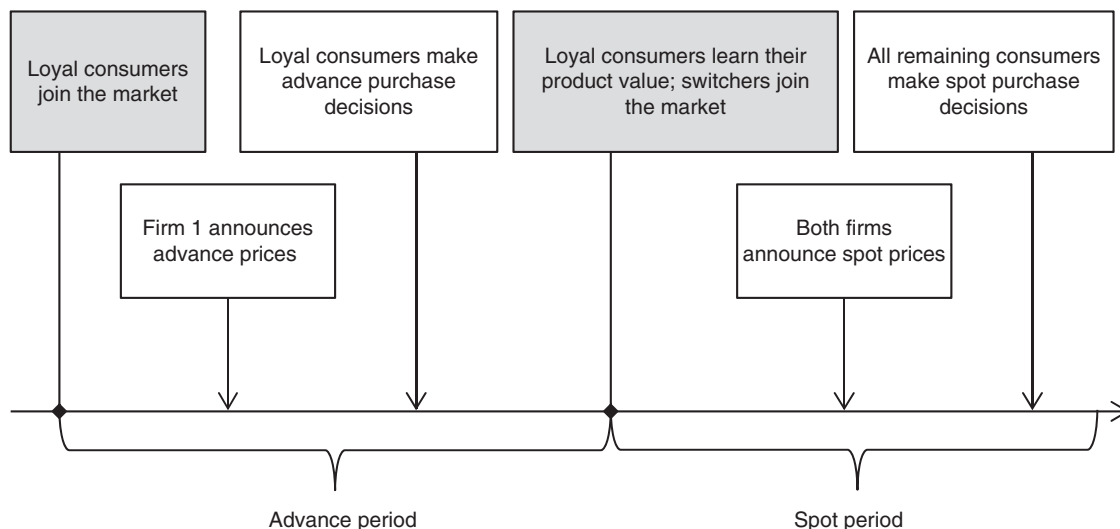 Loyal consumers
join the market
Loyal consumers make
advance purchase
decisions
Loyal consumers learn their
product value; switchers join
the market
All remaining consumers
make spot purchase
decisions
Firm 1 announces
advance prices
Both firms
announce spot prices
Advance period
Spot period